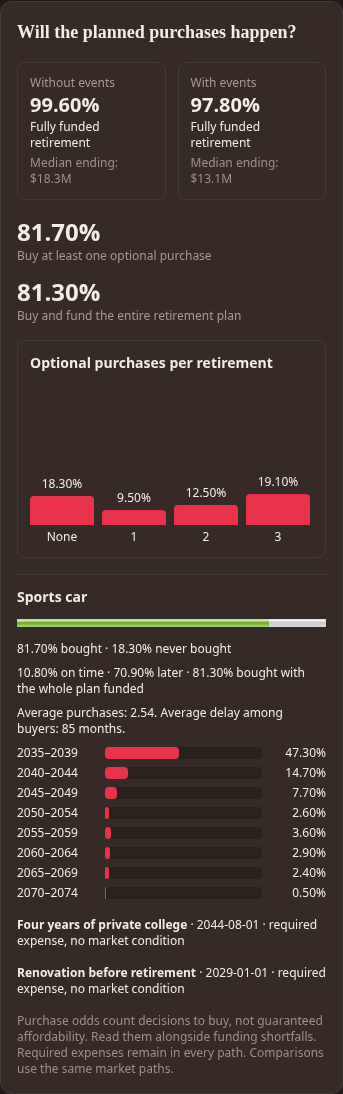 Will the planned purchases happen?
Without events
99.60%
Fully funded
retirement
Median ending:
$18.3M
With events
97.80%
Fully funded
retirement
Median ending:
$13.1M
81.70%
Buy at least one optional purchase
81.30%
Buy and fund the entire retirement plan
Optional purchases per retirement
18.30%
9.50%
12.50%
19.10%
None
1
2
3
Sports car
81.70% bought · 18.30% never bought
10.80% on time · 70.90% later · 81.30% bought with
the whole plan funded
Average purchases: 2.54. Average delay among
buyers: 85 months.
2035–2039 47.30%
2040–2044 14.70%
2045–2049 7.70%
2050–2054 2.60%
2055–2059 3.60%
2060–2064 2.90%
2065–2069 2.40%
2070–2074 0.50%
Four years of private college · 2044-08-01 · required
expense, no market condition
Renovation before retirement · 2029-01-01 · required
expense, no market condition
Purchase odds count decisions to buy, not guaranteed
affordability. Read them alongside funding shortfalls.
Required expenses remain in every path. Comparisons
use the same market paths.